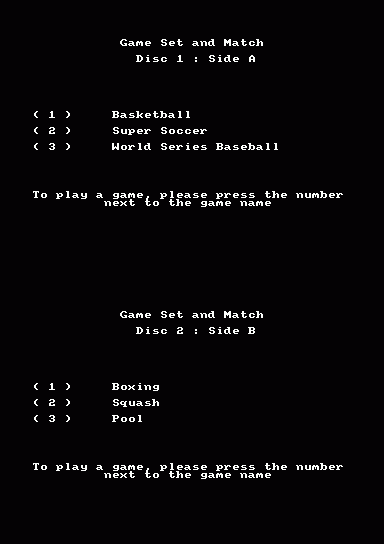 Game Set and Match
Disc 1 : Side A
( 1 ) Basketball
( 2 ) Super Soccer
( 3 ) World Series Baseball
To play a game, please press the number
next to the game name
Game Set and Match
Disc 2 : Side B
( 1 ) Boxing
( 2 ) Squash
( 3 ) Pool
To play a game, please press the number
next to the game name